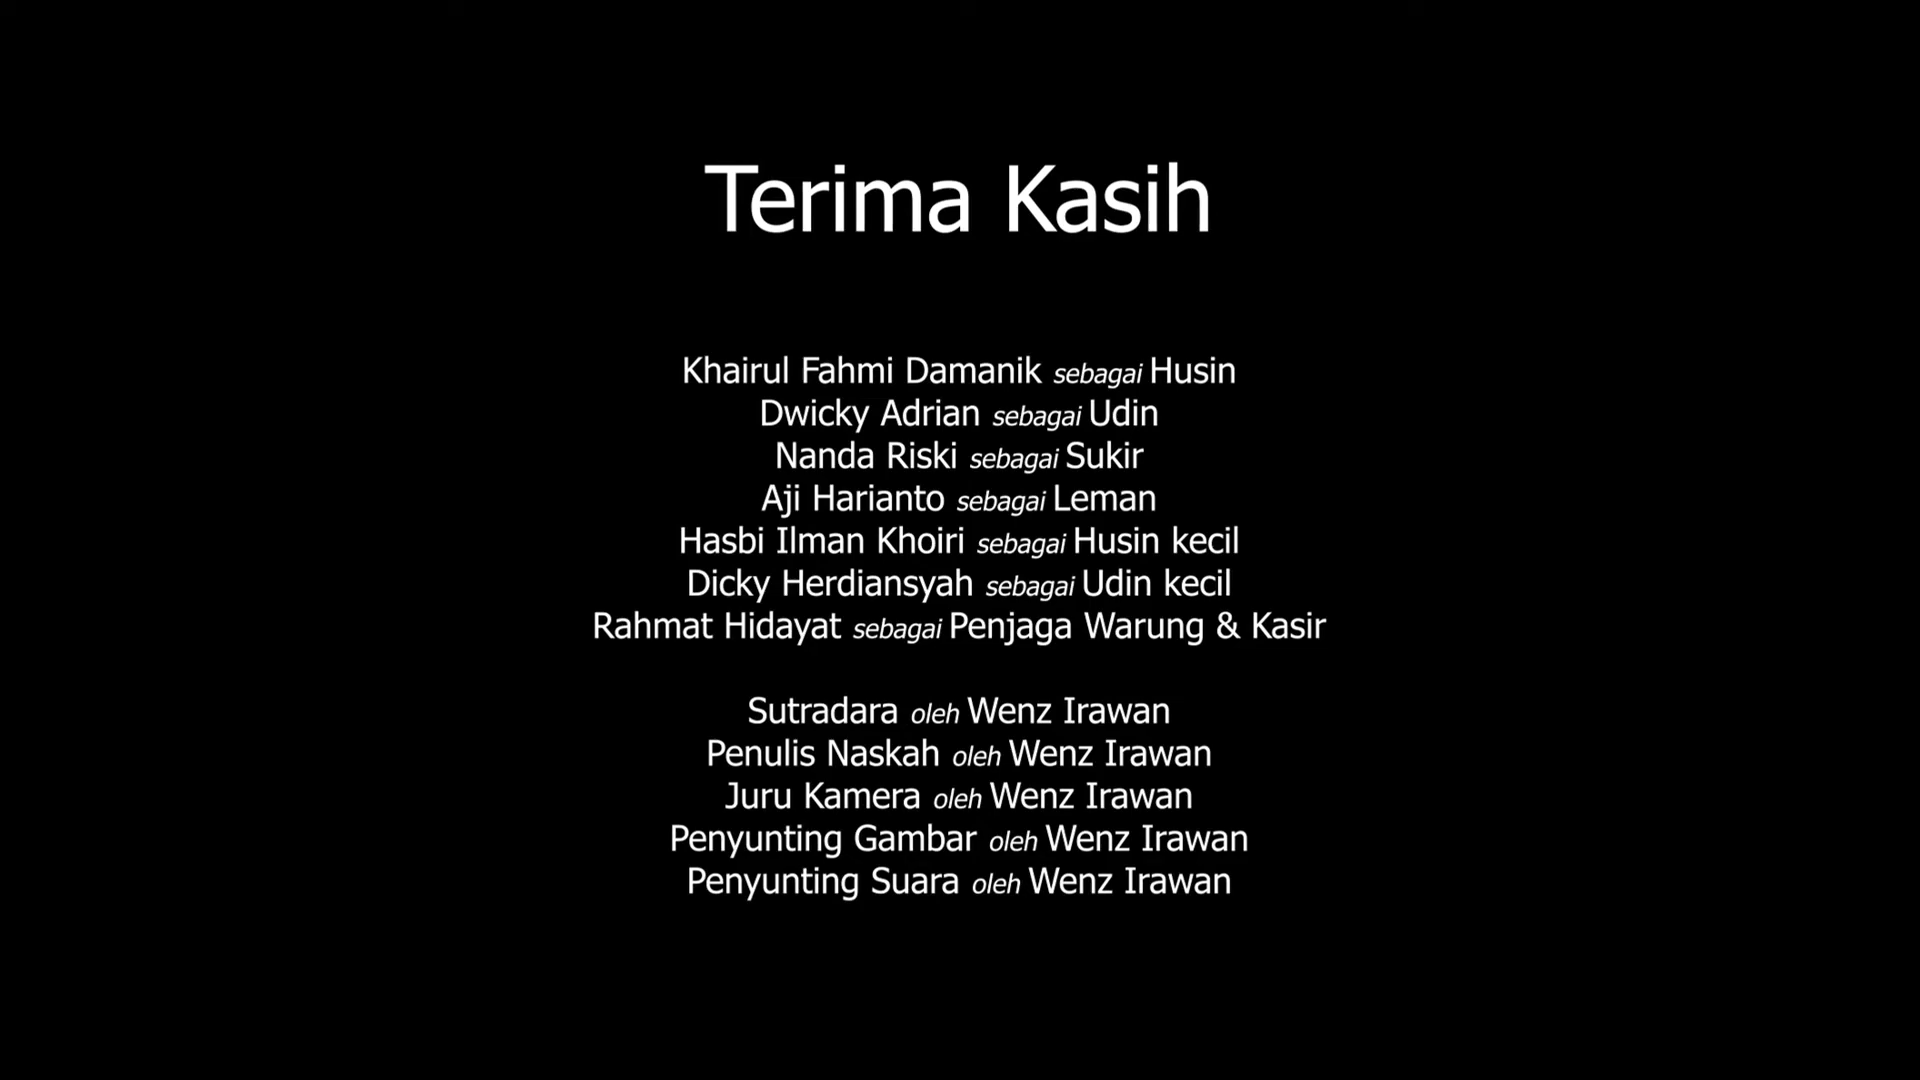 Terima Kasih
Khairul Fahmi Damanik sebagai Husin
Dwicky Adrian sebagai Udin
Nanda Riski sebagai Sukir
Aji Harianto sebagai Leman
Hasbi Ilman Khoiri sebagai Husin kecil
Dicky Herdiansyah sebagai Udin kecil
Rahmat Hidayat sebagai Penjaga Warung & Kasir
Sutradara oleh Wenz Irawan
Penulis Naskah oleh Wenz Irawan
Juru Kamera oleh Wenz Irawan
Penyunting Gambar oleh Wenz Irawan
Penyunting Suara oleh Wenz Irawan